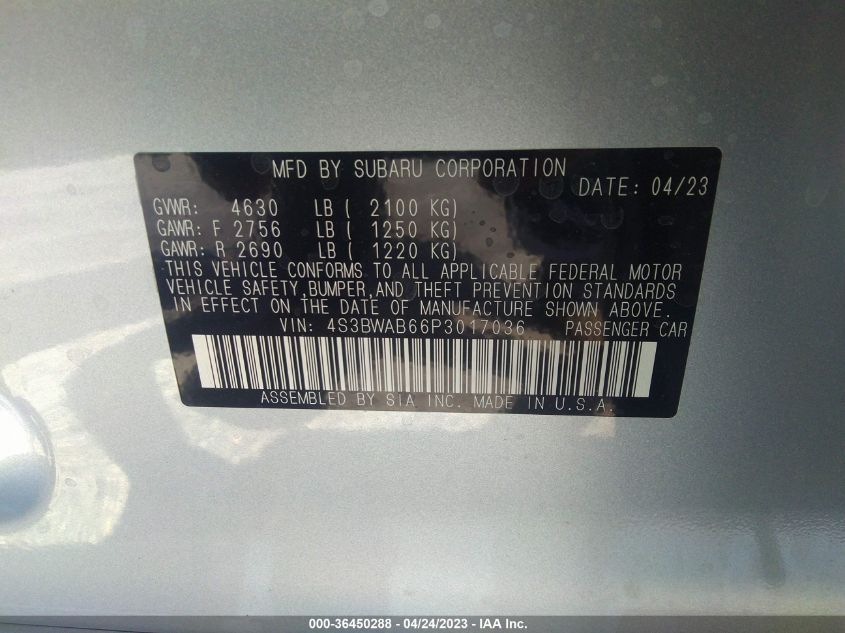 MFD BY SUBARU CORPORATION
DATE: 04/23
GVWR: 4630 LB ( 2100 KG)
GAWR: F 2756 LB ( 1250 KG)
GAWR: R 2690 LB ( 1220 KG)
THIS VEHICLE CONFORMS TO ALL APPLICABLE FEDERAL MOTOR
VEHICLE SAFETY,BUMPER,AND THEFT PREVENTION STANDARDS
IN EFFECT ON THE DATE OF MANUFACTURE SHOWN ABOVE.
VIN: 4S3BWAB66P3017036 PASSENGER CAR
ASSEMBLED BY SIA INC. MADE IN U.S.A.
000-36450288 - 04/24/2023 - IAA Inc.